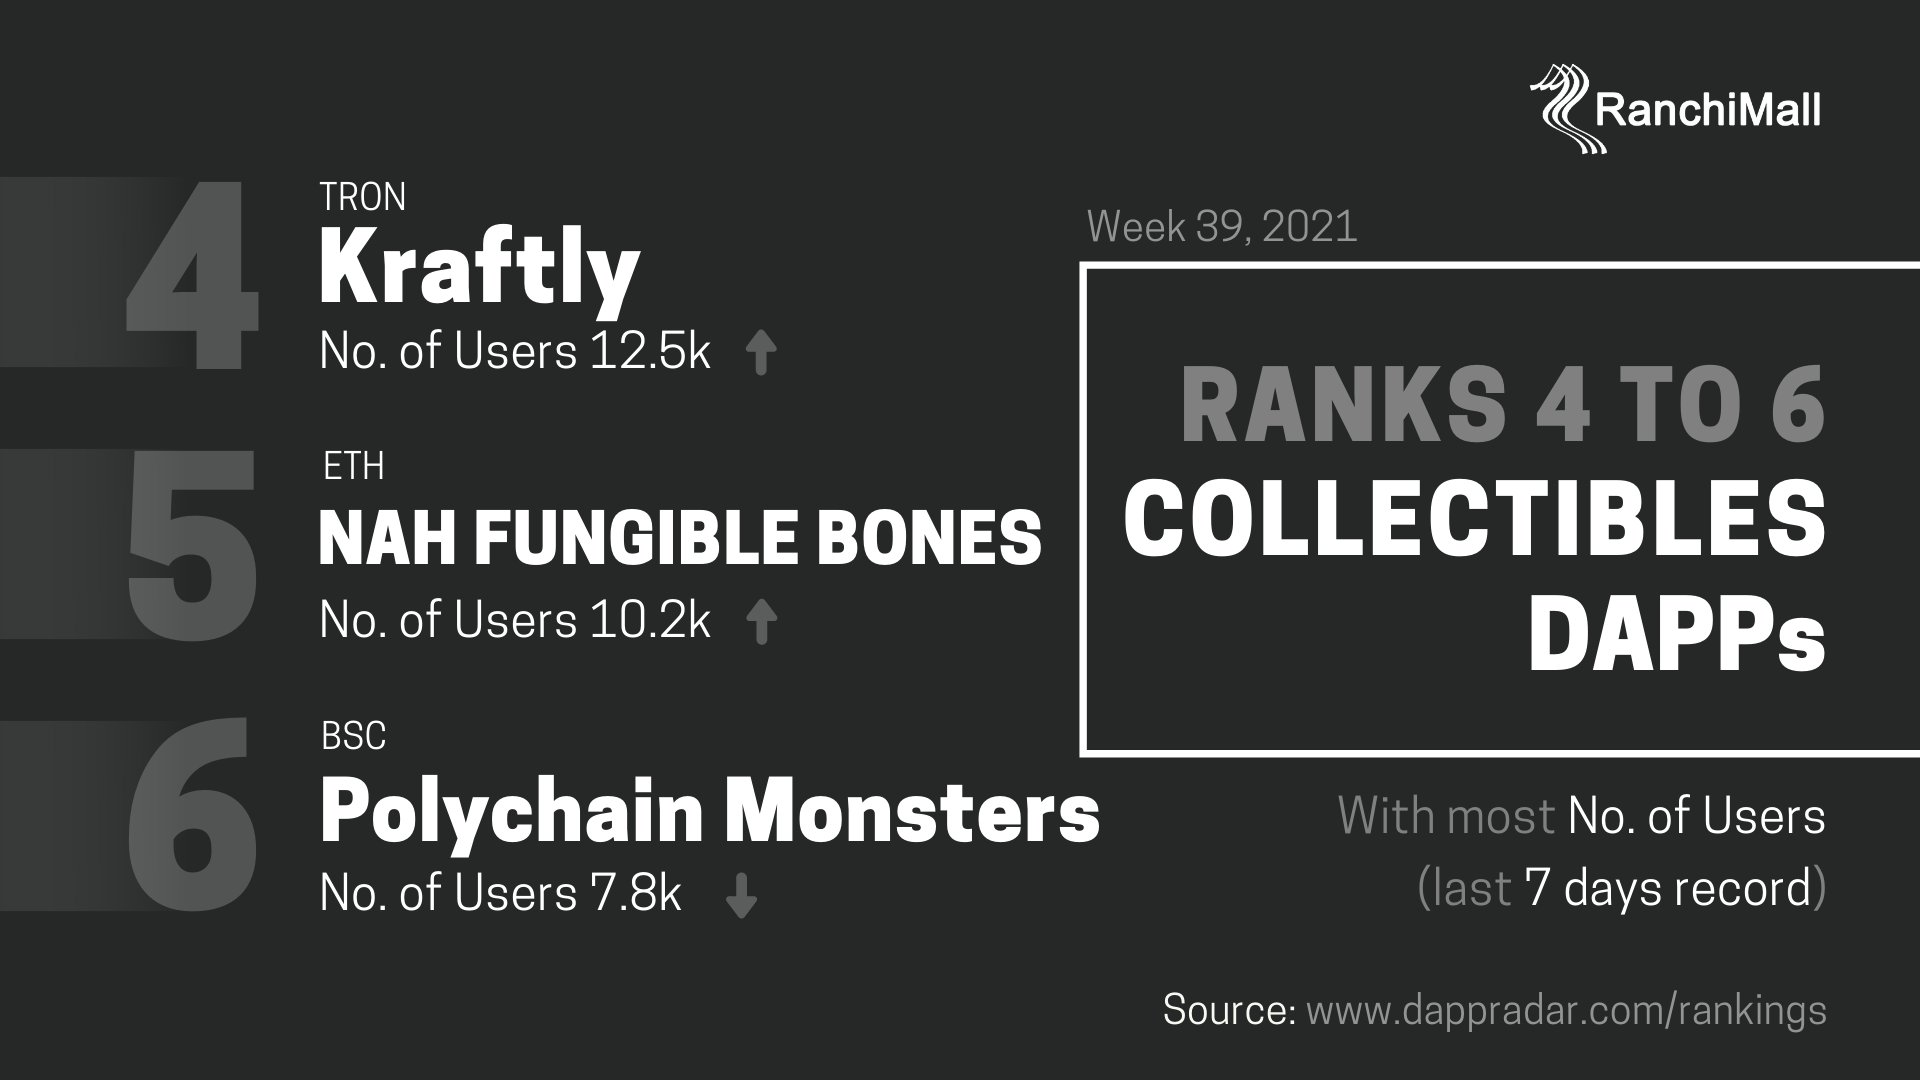 RanchiMall
4
TRON
Kraftly
No. of Users 12.5k
5
ETH
NAH FUNGIBLE BONES
No. of Users 10.2k
6
BSC
Polychain Monsters
No. of Users 7.8k
Week 39, 2021
RANKS 4 TO 6
COLLECTIBLES
DAPPs
With most No. of Users
(last 7 days record)
Source: www.dappradar.com/rankings